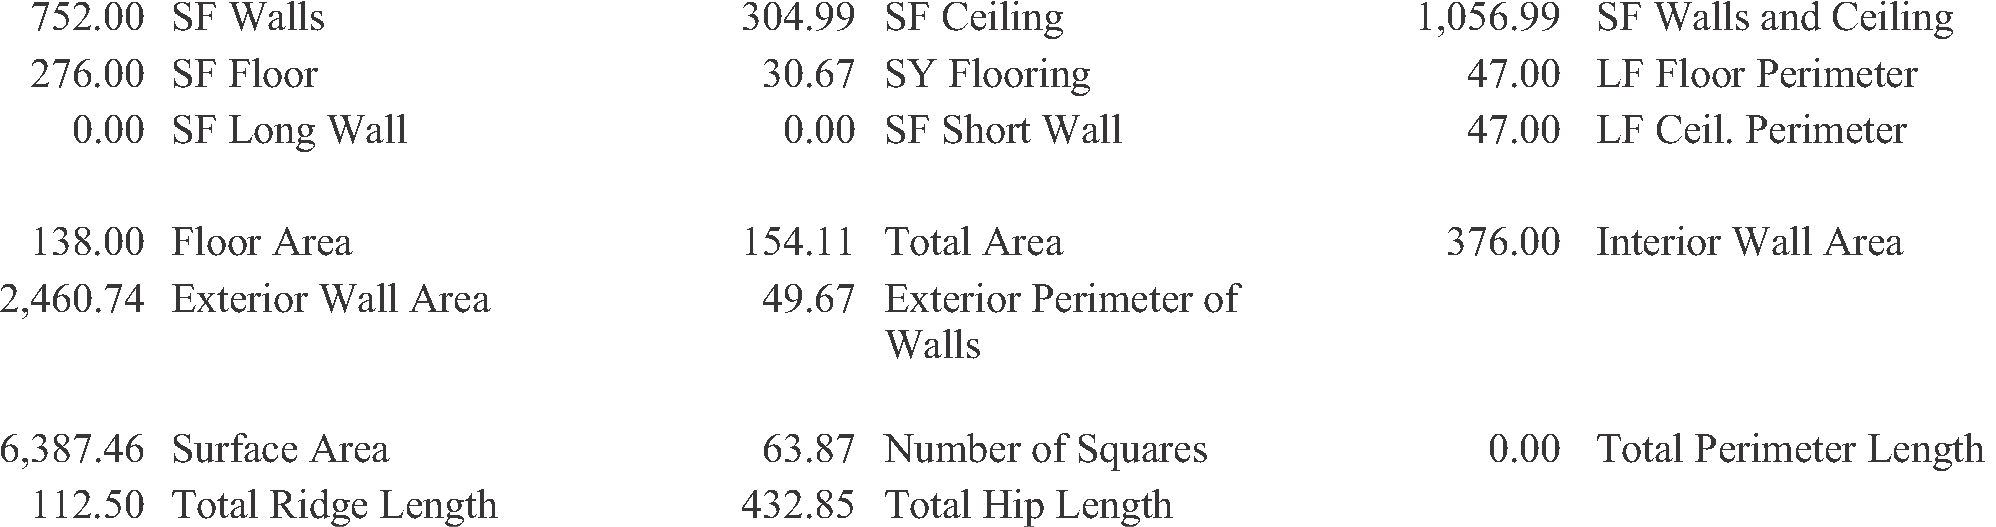 752.00 SF Walls 304.99 SF Ceiling 1,056.99 SF Walls and Ceiling
276.00 SF Floor 30.67 SY Flooring 47.00 LF Floor Perimeter
0.00 SF Long Wall 0.00 SF Short Wall 47.00 LF Ceil. Perimeter
138.00 Floor Area 154.11 Total Area 376.00 Interior Wall Area
2,460.74 Exterior Wall Area 49.67 Exterior Perimeter of
Walls
6,387.46 Surface Area 63.87 Number of Squares 0.00 Total Perimeter Length
112.50 Total Ridge Length 432.85 Total Hip Length